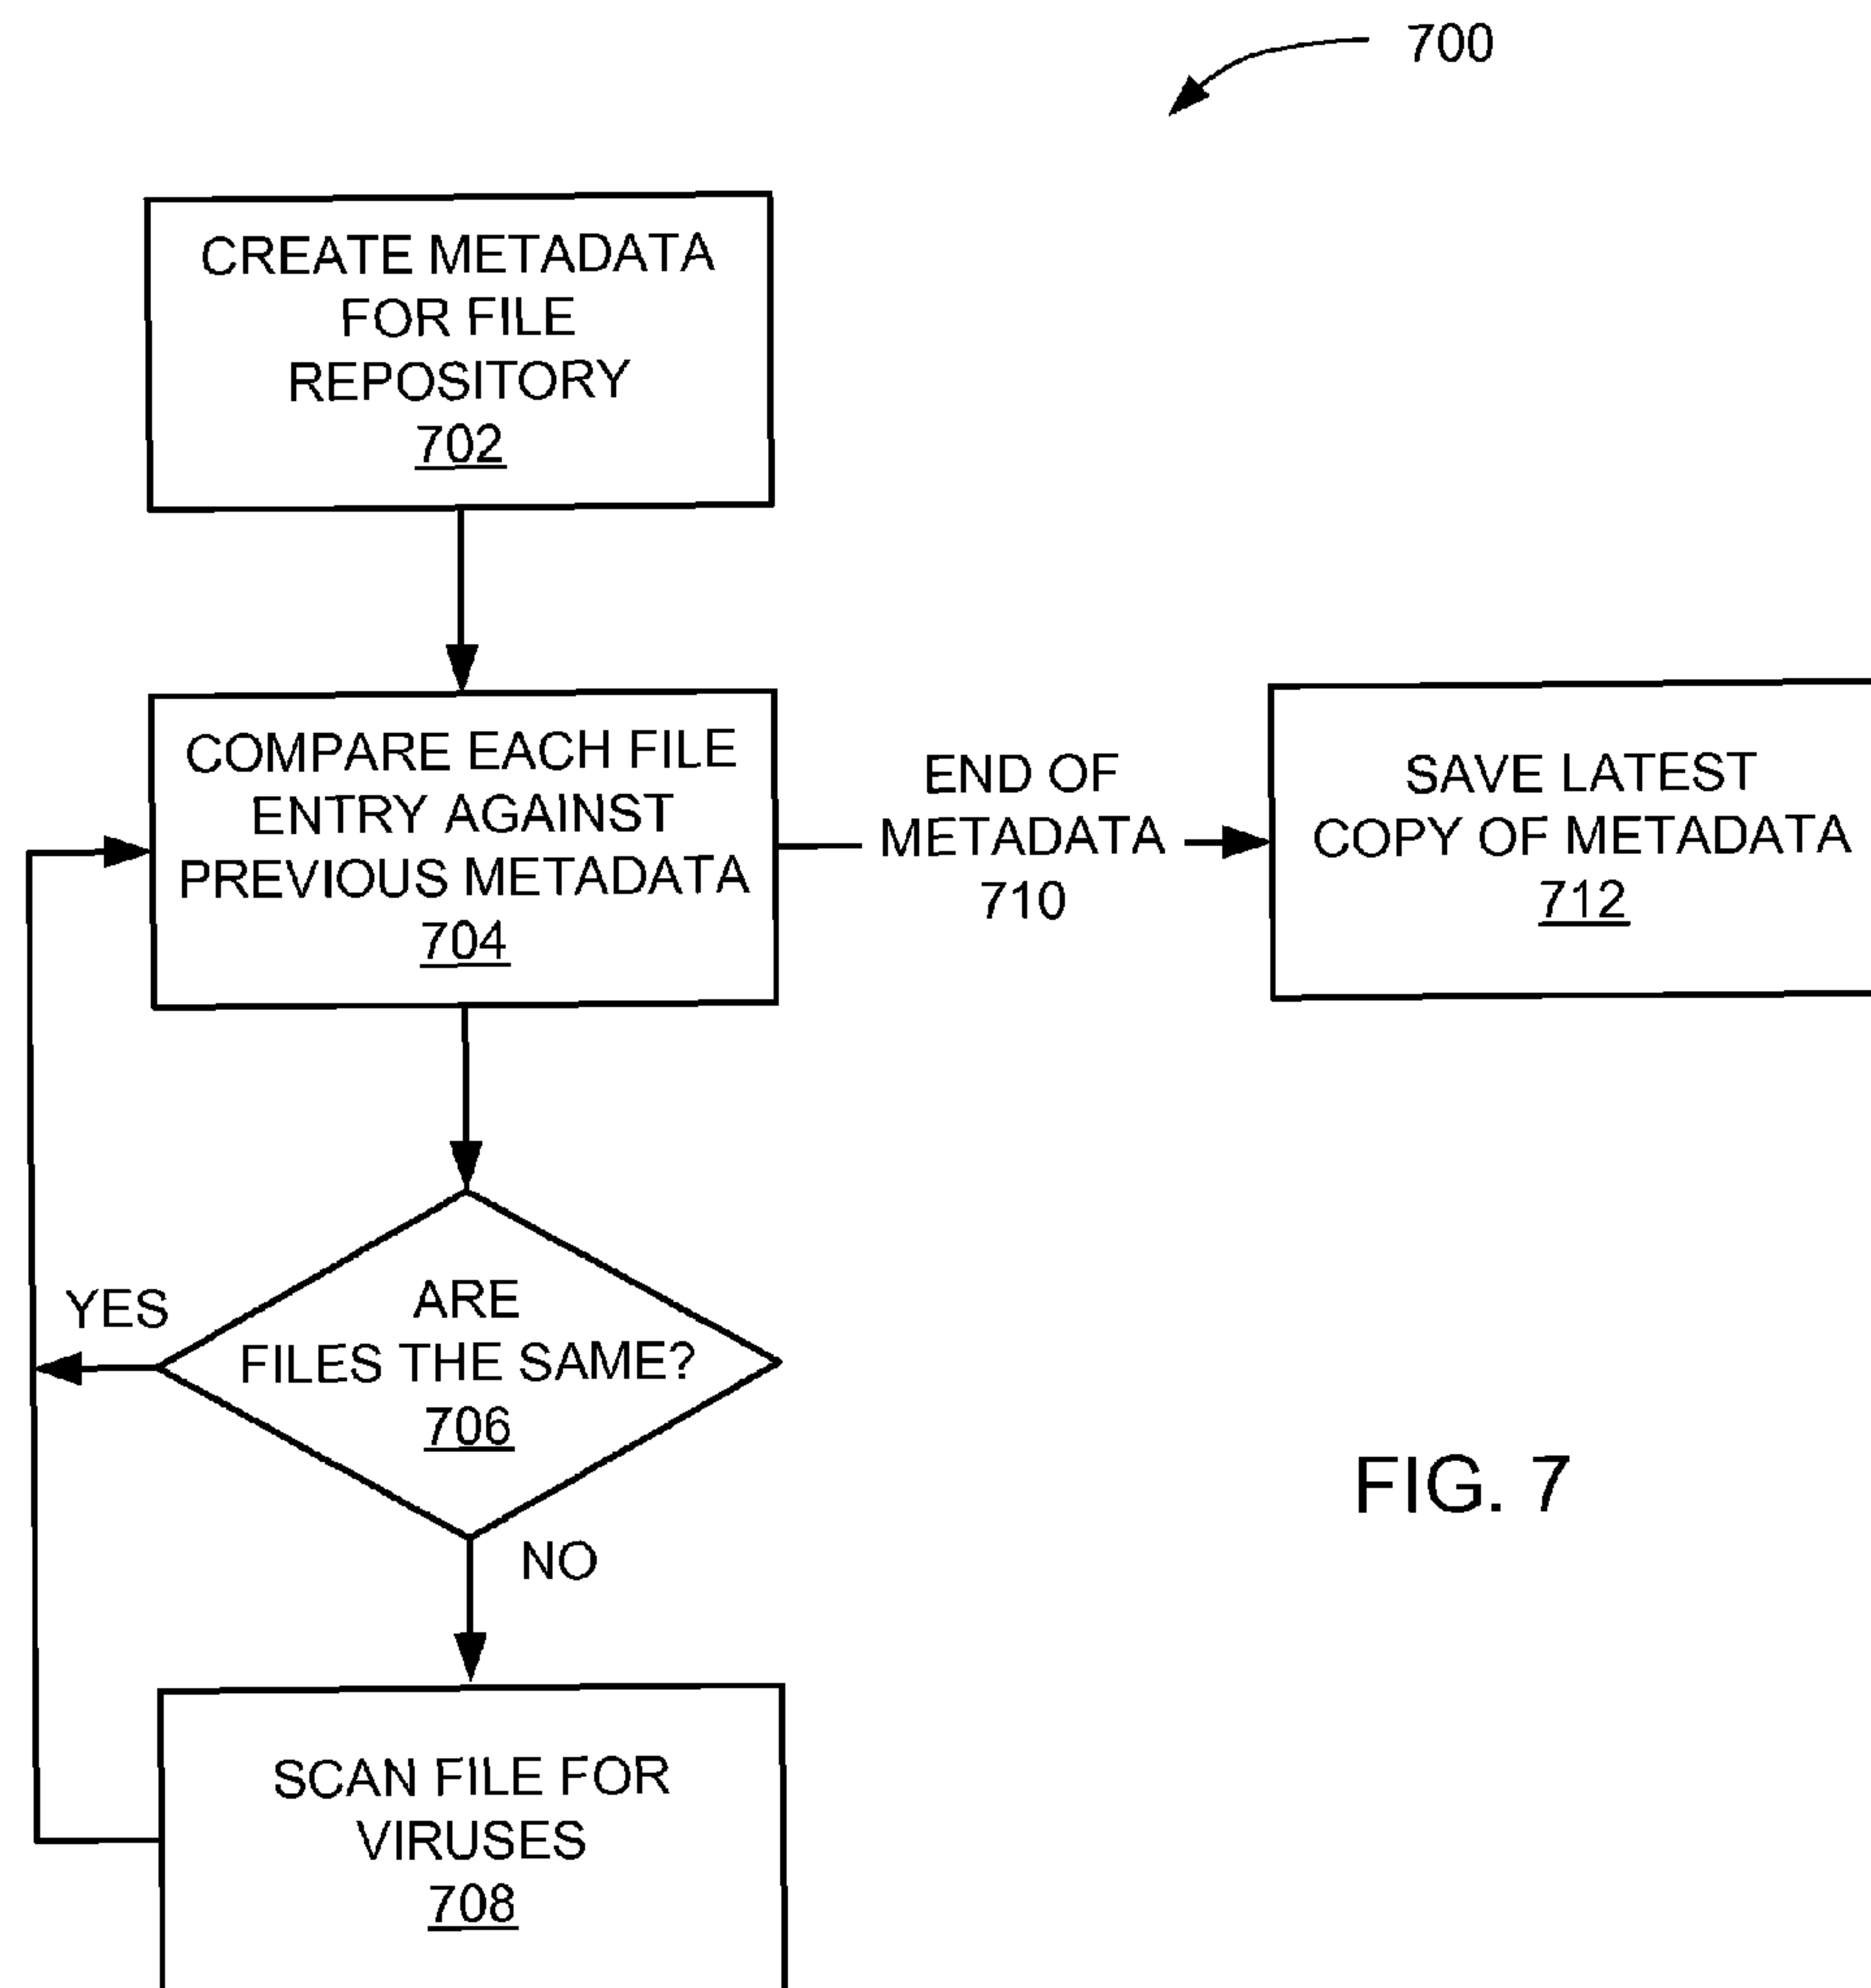 700
CREATE METADATA
FOR FILE
REPOSITORY
702
COMPARE EACH FILE
ENTRY AGAINST
PREVIOUS METADATA
704
END OF
METADATA
710
SAVE LATEST
COPY OF METADATA
712
YES
ARE
FILES THE SAME?
706
NO
FIG. 7
SCAN FILE FOR
VIRUSES
708